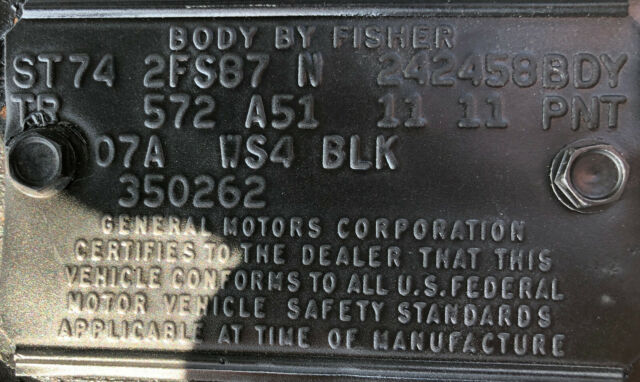 BODY BY FISHER
ST74 2FS87 N 242458BDY
TR 572 A51 11 11 PNT
07A WS4 BLK
350262
GENERAL MOTORS CORPORATION
CERTIFIES TO THE DEALER THAT THIS
VEHICLE CONFORMS TO ALL U.S. FEDERAL
MOTOR VEHICLE SAFETY STANDARDS
APPLICABLE AT TIME OF MANUFACTURE